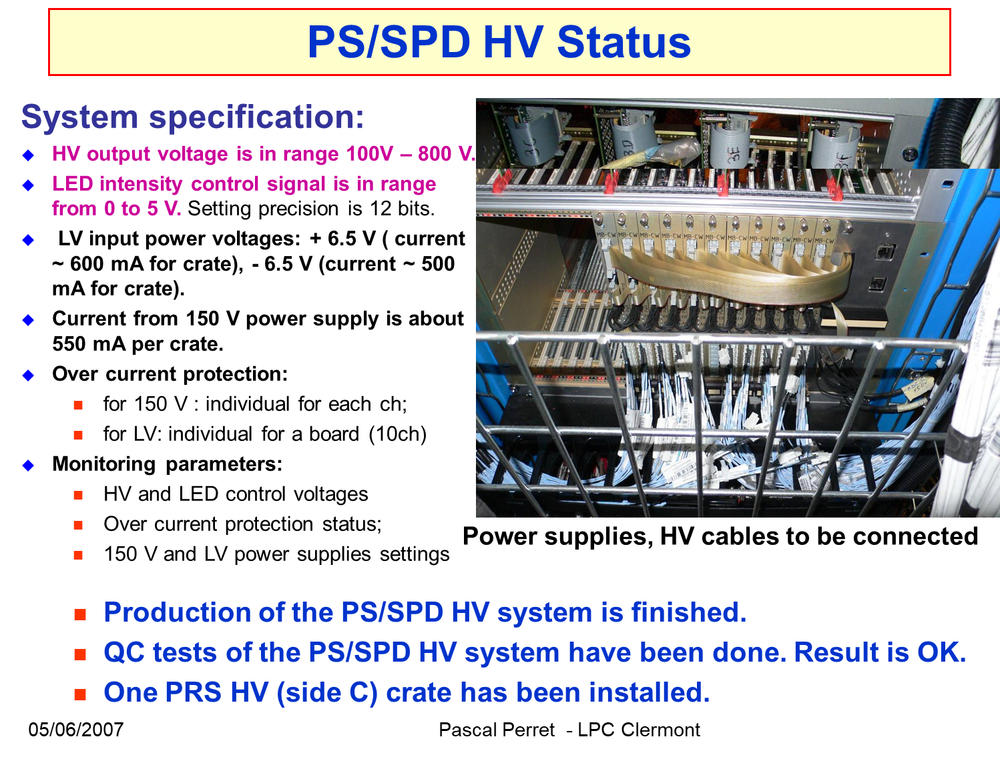 PS/SPD HV Status
System specification:
HV output voltage is in range 100V – 800 V.
LED intensity control signal is in range
from 0 to 5 V. Setting precision is 12 bits.
LV input power voltages: + 6.5 V ( current
~ 600 mA for crate), - 6.5 V (current ~ 500
mA for crate).
Current from 150 V power supply is about
550 mA per crate.
Over current protection:
for 150 V : individual for each ch;
for LV: individual for a board (10ch)
Monitoring parameters:
HV and LED control voltages
Over current protection status;
150 V and LV power supplies settings
3C
3D
3E
3F
MB-CW MB-CW MB-CW MB-CW MB-CW MB-CW MB-CW MB-CW MB-CW MB-CW
Power supplies, HV cables to be connected
Production of the PS/SPD HV system is finished.
QC tests of the PS/SPD HV system have been done. Result is OK.
One PRS HV (side C) crate has been installed.
05/06/2007
Pascal Perret - LPC Clermont